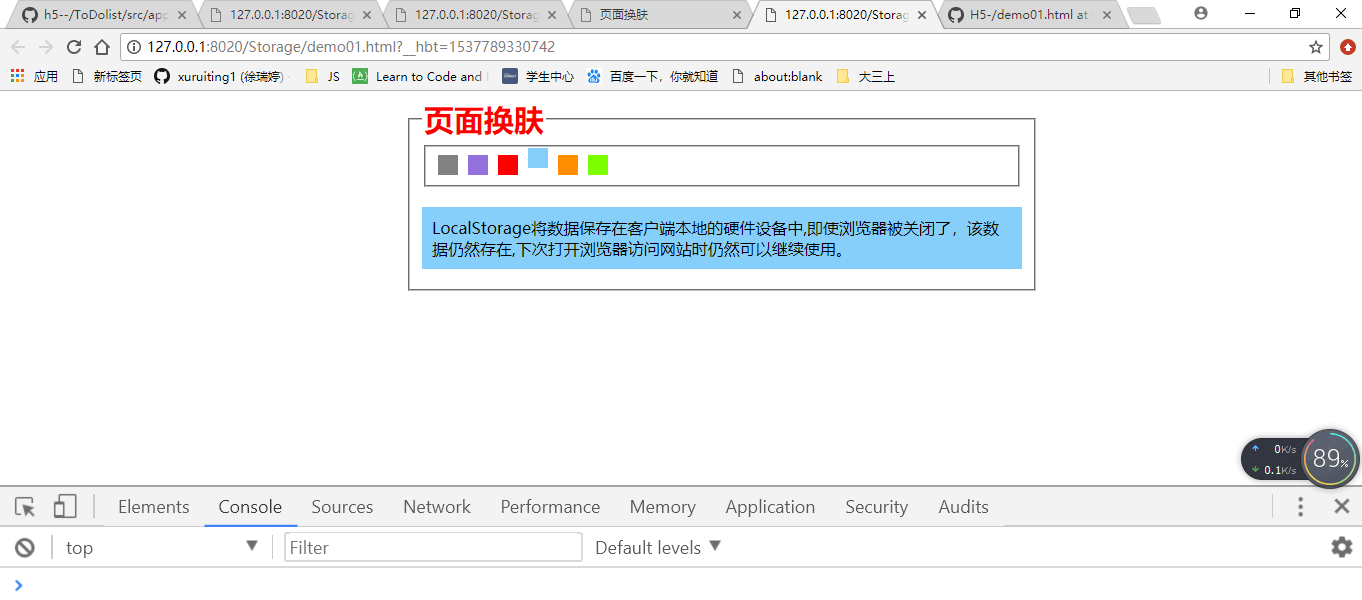 h5--/ToDolist/src/app
127.0.0.1:8020/Storag
127.0.0.1:8020/Storag
页面换肤
127.0.0.1:8020/Storag
H5-/demo01.html at
127.0.0.1:8020/Storage/demo01.html?__hbt=1537789330742
应用 新标签页 xuruiting1 (徐瑞婷) JS Learn to Code and 学生中心 百度一下，你就知道 about:blank 大三上 其他书签
页面换肤
LocalStorage将数据保存在客户端本地的硬件设备中,即使浏览器被关闭了，该数
据仍然存在,下次打开浏览器访问网站时仍然可以继续使用。
0K/s
0.1K/s
89%
Elements Console Sources Network Performance Memory Application Security Audits
top Filter Default levels